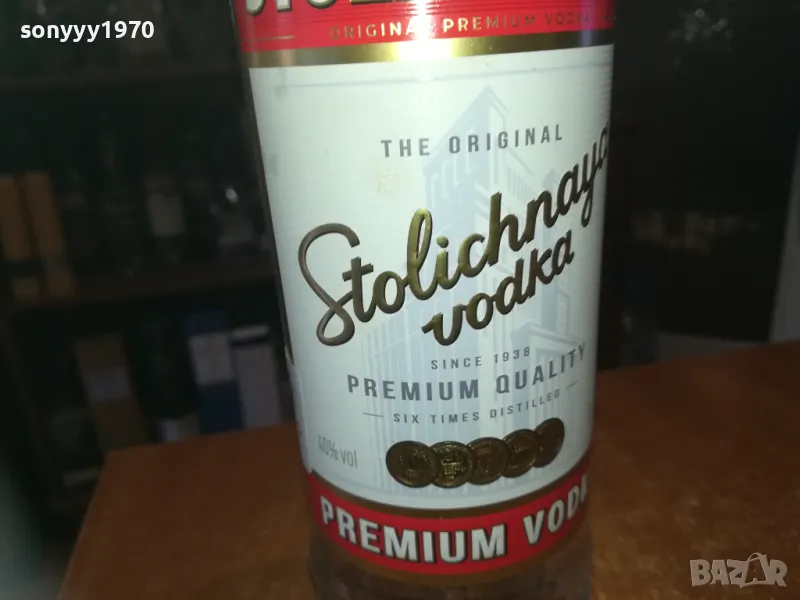 sonyyy1970
ORIGINAL PREMIUM VODKA
THE ORIGINAL
Stolichnaya
vodka
SINCE 1938
PREMIUM QUALITY
SIX TIMES DISTILLED
40% vol
PREMIUM VODK
BAZAR